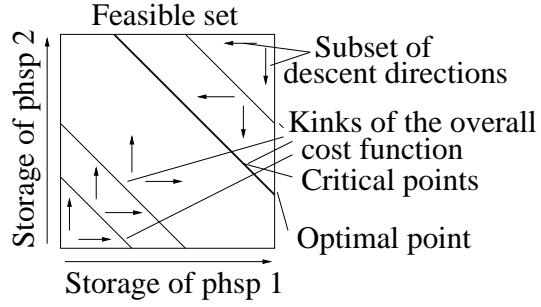 Feasible set
Storage of phsp 2
Subset of
descent directions
Kinks of the overall
cost function
Critical points
Optimal point
Storage of phsp 1